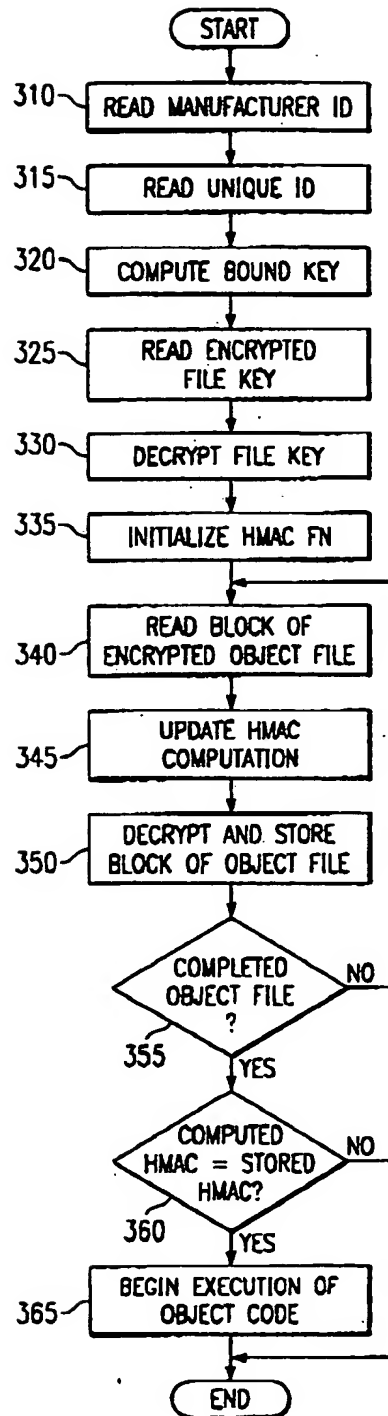 START
310 READ MANUFACTURER ID
315 READ UNIQUE ID
320 COMPUTE BOUND KEY
325 READ ENCRYPTED
FILE KEY
330 DECRYPT FILE KEY
335 INITIALIZE HMAC FN
340 READ BLOCK OF
ENCRYPTED OBJECT FILE
345 UPDATE HMAC
COMPUTATION
350 DECRYPT AND STORE
BLOCK OF OBJECT FILE
COMPLETED
OBJECT FILE
?
NO
355
YES
COMPUTED
HMAC = STORED
HMAC?
NO
360
YES
365 BEGIN EXECUTION OF
OBJECT CODE
END